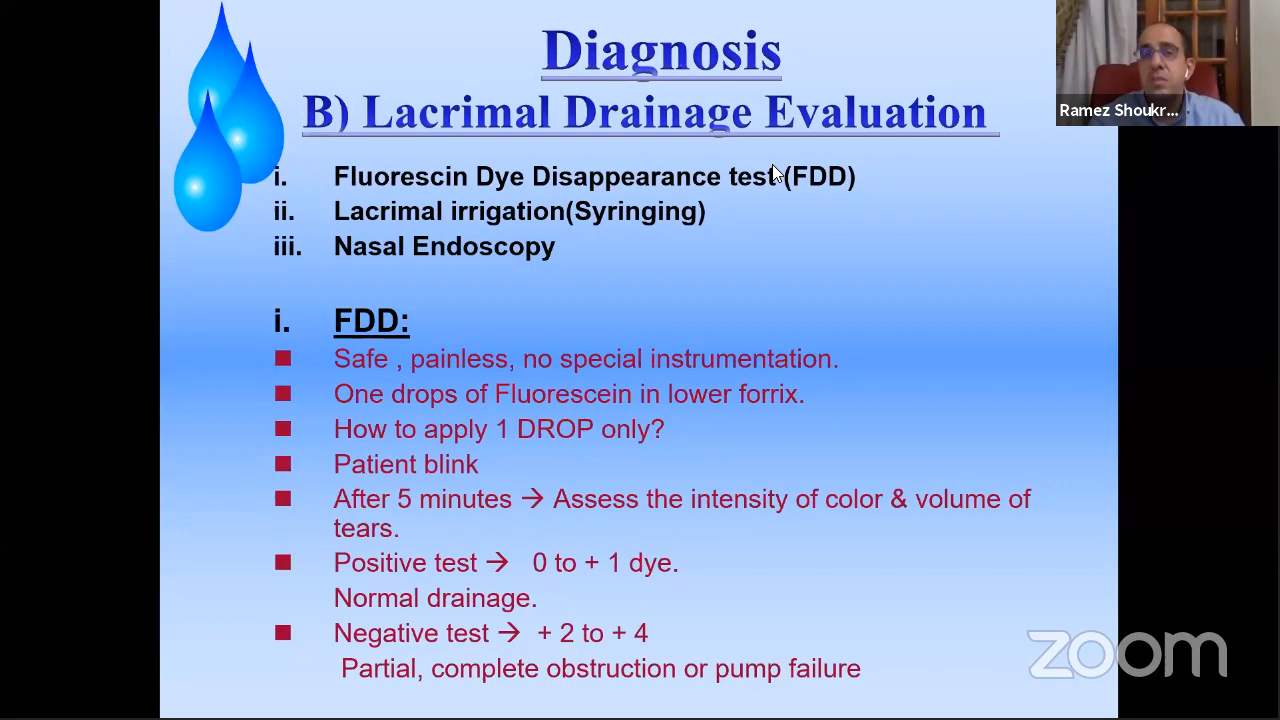 Diagnosis
B) Lacrimal Drainage Evaluation
Ramez Shoukr...
i. Fluorescin Dye Disappearance test (FDD)
ii. Lacrimal irrigation(Syringing)
iii. Nasal Endoscopy
i. FDD:
■ Safe , painless, no special instrumentation.
■ One drops of Fluorescein in lower forrix.
■ How to apply 1 DROP only?
■ Patient blink
■ After 5 minutes → Assess the intensity of color & volume of
tears.
■ Positive test → 0 to + 1 dye.
Normal drainage.
■ Negative test → + 2 to + 4
Partial, complete obstruction or pump failure
zoom